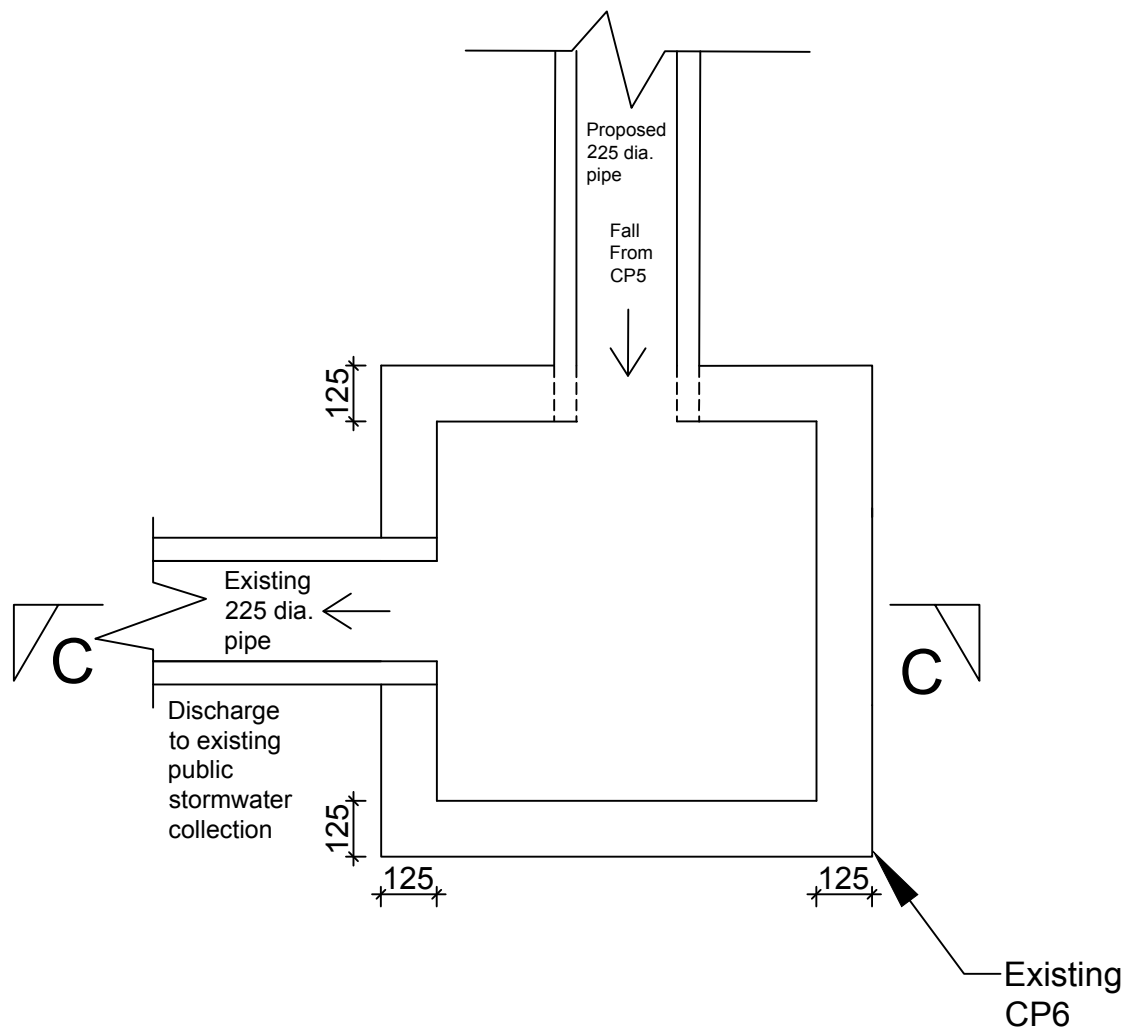 Proposed
225 dia.
pipe
Fall
From
CP5
125
Existing
225 dia.
pipe
C
C
Discharge
to existing
public
stormwater
collection
125
125
125
Existing
CP6